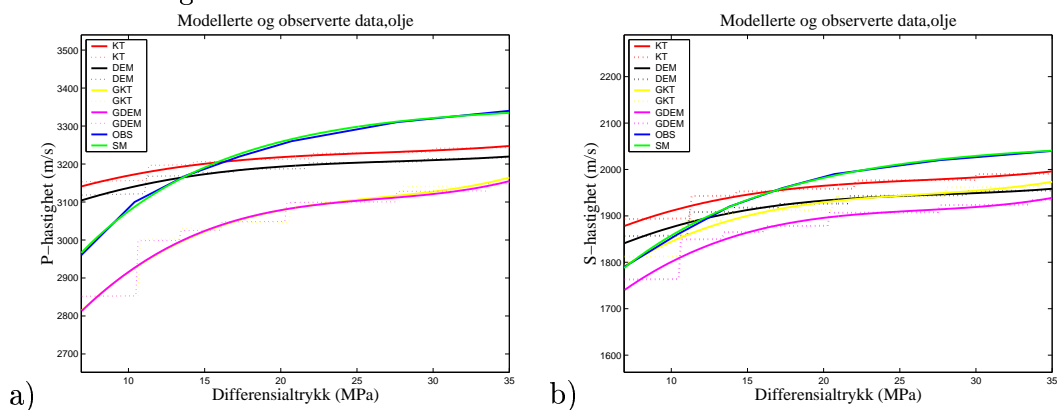 Modellerte og observerte data,olje
3500
3400
3300
3200
3100
3000
2900
2800
2700
P-hastighet (m/s)
KT
KT
DEM
DEM
GKT
GKT
GDEM
GDEM
OBS
SM
10 15 20 25 30 35
Differensialtrykk (MPa)
a)
Modellerte og observerte data,olje
2200
2100
2000
1900
1800
1700
1600
S-hastighet (m/s)
KT
KT
DEM
DEM
GKT
GKT
GDEM
GDEM
OBS
SM
10 15 20 25 30 35
Differensialtrykk (MPa)
b)